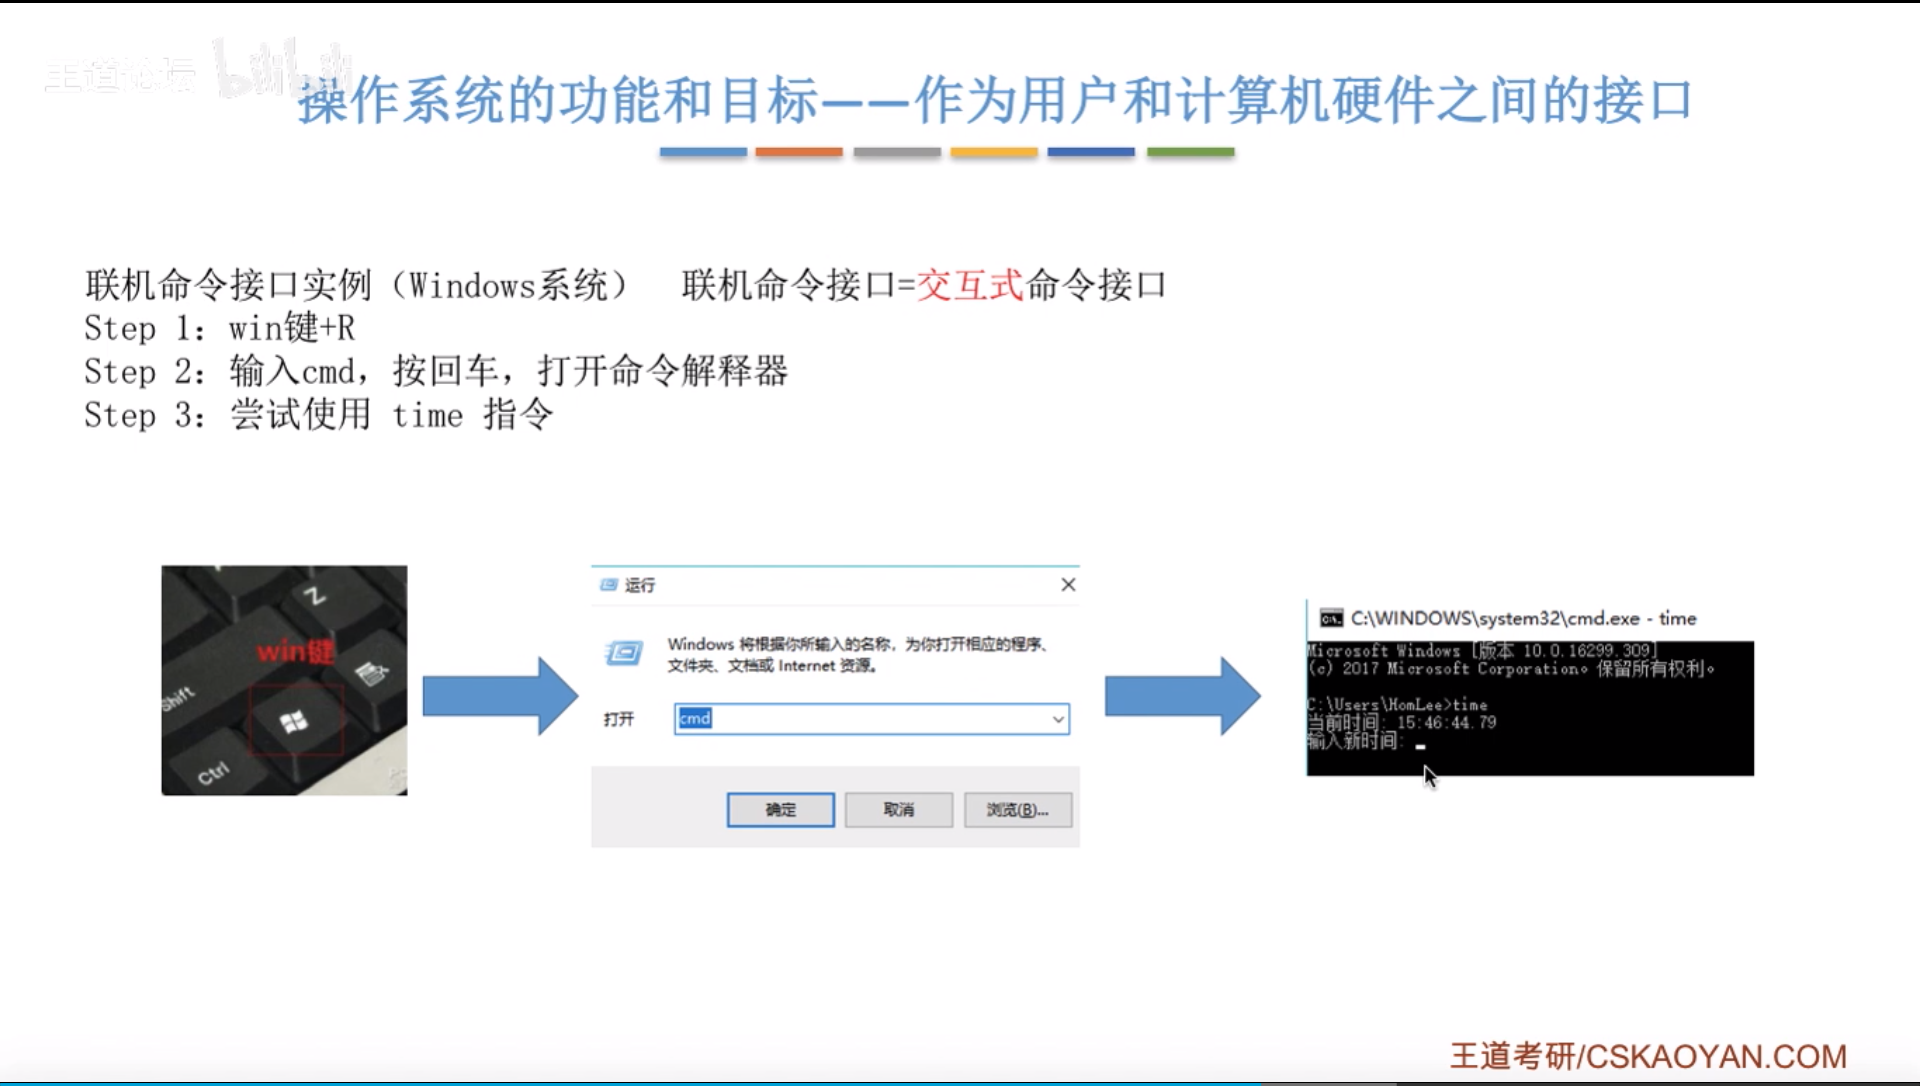 王道论坛 bilibili
操作系统的功能和目标——作为用户和计算机硬件之间的接口
联机命令接口实例（Windows系统） 联机命令接口=交互式命令接口
Step 1：win键+R
Step 2：输入cmd，按回车，打开命令解释器
Step 3：尝试使用 time 指令
Z
win键
Shift
Ctrl
运行
Windows 将根据你所输入的名称，为你打开相应的程序、
文件夹、文档或 Internet 资源。
打开
cmd
确定 取消 浏览(B)...
C:\WINDOWS\system32\cmd.exe - time
Microsoft Windows [版本 10.0.16299.309]
(c) 2017 Microsoft Corporation。保留所有权利。
C:\Users\HomLee>time
当前时间: 15:46:44.79
输入新时间:
王道考研/CSKAOYAN.COM